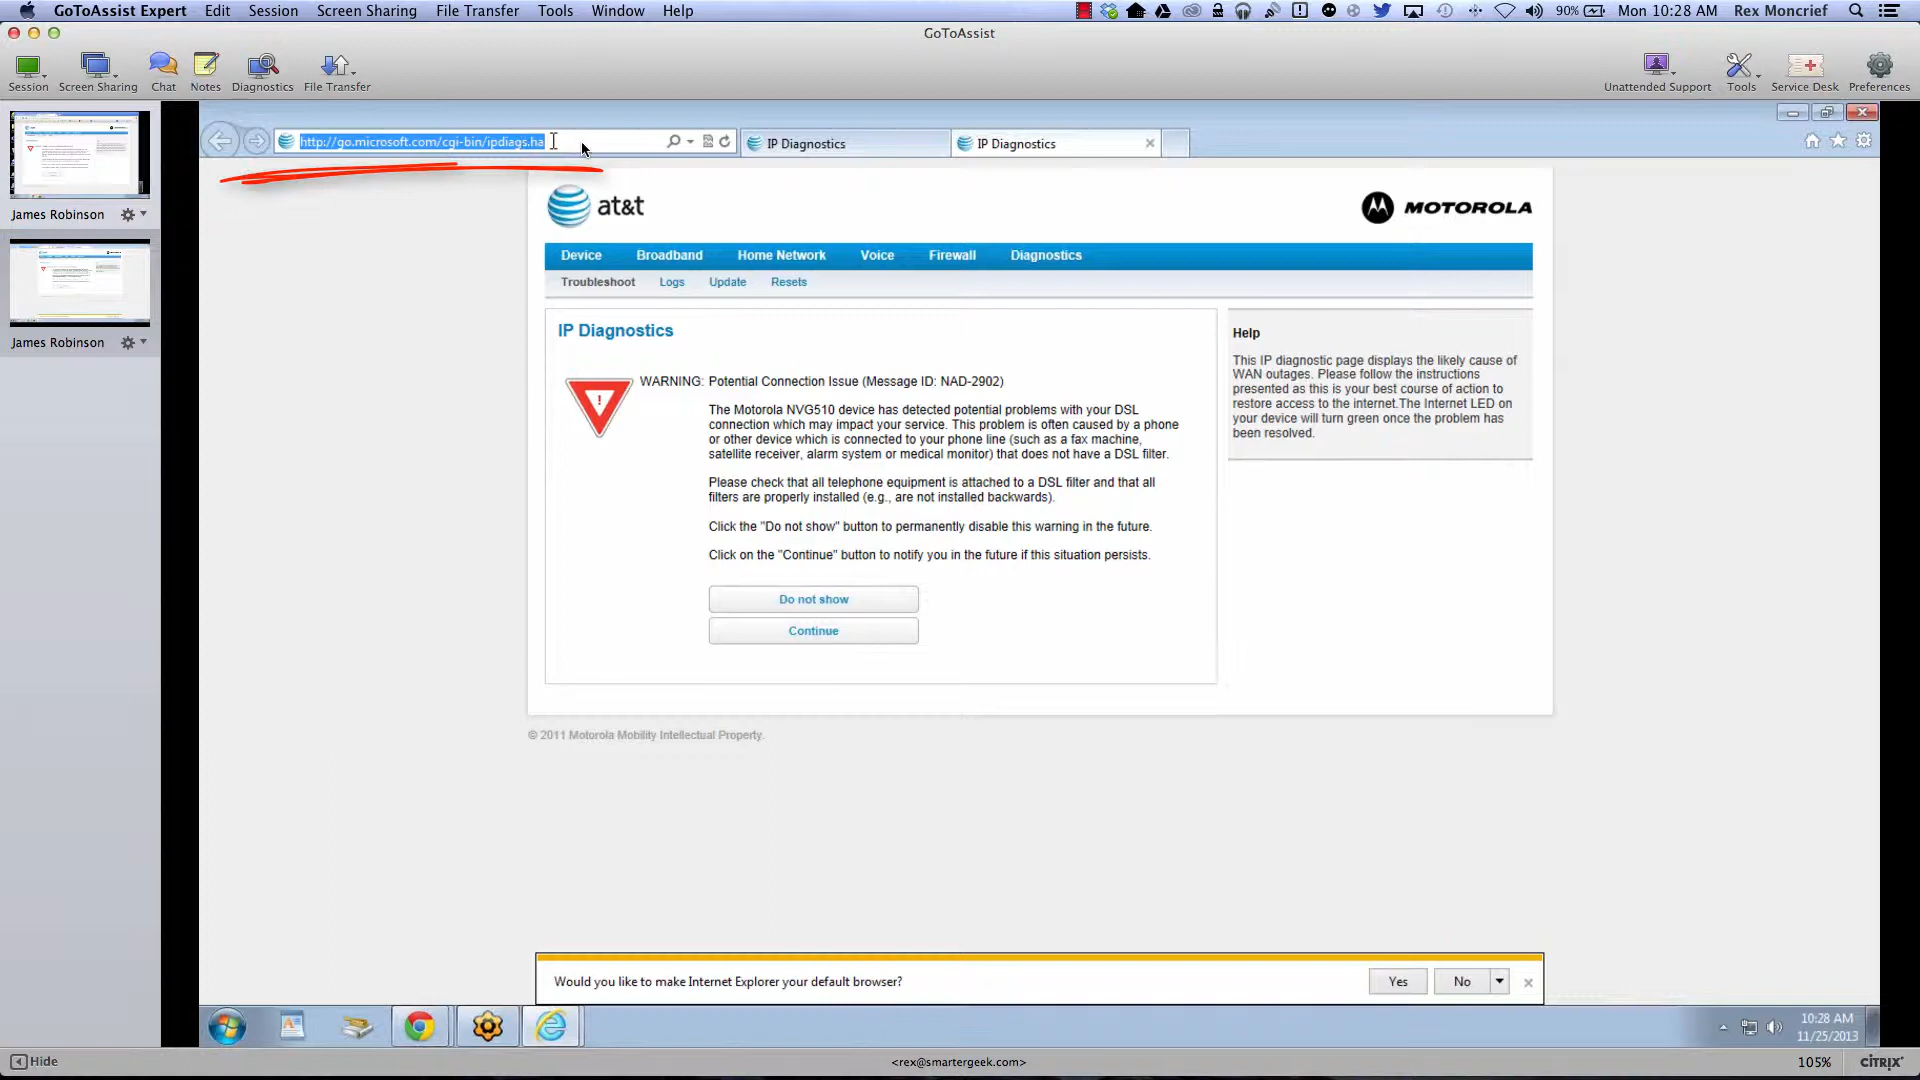 GoToAssist Expert Edit Session Screen Sharing File Transfer Tools Window Help 90% Mon 10:28 AM Rex Moncrief
GoToAssist
Session Screen Sharing Chat Notes Diagnostics File Transfer Unattended Support Tools Service Desk Preferences
http://go.microsoft.com/cgi-bin/ipdiags.ha IP Diagnostics IP Diagnostics
James Robinson
James Robinson
at&t MOTOROLA
Device Broadband Home Network Voice Firewall Diagnostics
Troubleshoot Logs Update Resets
IP Diagnostics
WARNING: Potential Connection Issue (Message ID: NAD-2902)
The Motorola NVG510 device has detected potential problems with your DSL
connection which may impact your service. This problem is often caused by a phone
or other device which is connected to your phone line (such as a fax machine,
satellite receiver, alarm system or medical monitor) that does not have a DSL filter.
Please check that all telephone equipment is attached to a DSL filter and that all
filters are properly installed (e.g., are not installed backwards).
Click the "Do not show" button to permanently disable this warning in the future.
Click on the "Continue" button to notify you in the future if this situation persists.
Do not show
Continue
Help
This IP diagnostic page displays the likely cause of
WAN outages. Please follow the instructions
presented as this is your best course of action to
restore access to the internet.The Internet LED on
your device will turn green once the problem has
been resolved.
© 2011 Motorola Mobility Intellectual Property.
Would you like to make Internet Explorer your default browser? Yes No
10:28 AM
11/25/2013
Hide <rex@smartergeek.com> 105% CITRIX